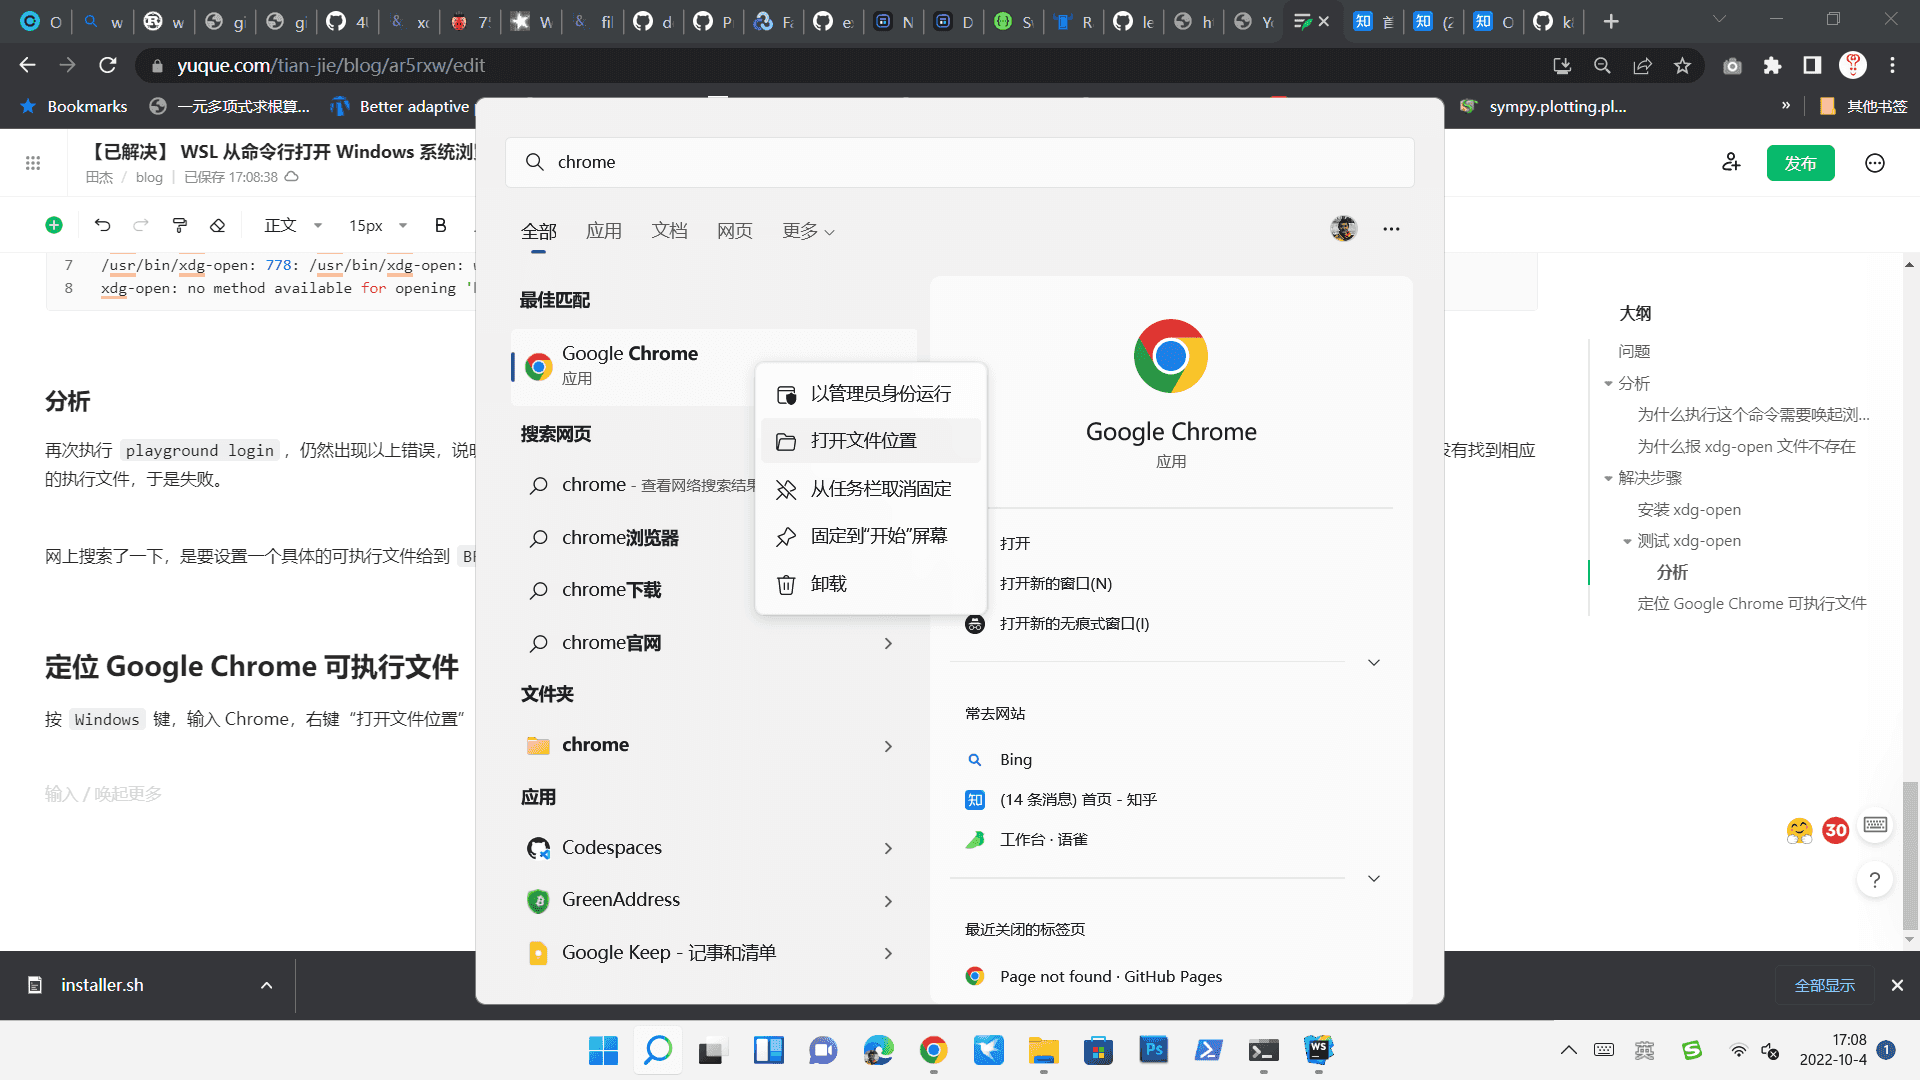 yuque.com/tian-jie/blog/ar5rxw/edit
Bookmarks
一元多项式求根算...
Better adaptive
sympy.plotting.pl...
»
其他书签
【已解决】 WSL 从命令行打开 Windows 系统浏
田杰 / blog | 已保存 17:08:38
发布
正文
15px
B
7 /usr/bin/xdg-open: 778: /usr/bin/xdg-open:
8 xdg-open: no method available for opening
分析
再次执行 playground login ，仍然出现以上错误，说明
没有找到相应
的执行文件，于是失败。
网上搜索了一下，是要设置一个具体的可执行文件给到
定位 Google Chrome 可执行文件
按 Windows 键，输入 Chrome，右键“打开文件位置”
输入 / 唤起更多
chrome
全部
应用
文档
网页
更多
最佳匹配
Google Chrome
应用
搜索网页
chrome - 查看网络搜索结果
chrome浏览器
chrome下载
chrome官网
文件夹
chrome
应用
Codespaces
GreenAddress
Google Keep - 记事和清单
以管理员身份运行
打开文件位置
从任务栏取消固定
固定到“开始”屏幕
卸载
Google Chrome
应用
打开
打开新的窗口(N)
打开新的无痕式窗口(I)
常去网站
Bing
知 (14 条消息) 首页 - 知乎
工作台 · 语雀
最近关闭的标签页
Page not found · GitHub Pages
大纲
问题
分析
为什么执行这个命令需要唤起浏...
为什么报 xdg-open 文件不存在
解决步骤
安装 xdg-open
测试 xdg-open
分析
定位 Google Chrome 可执行文件
30
?
installer.sh
全部显示
Ps
WS
英
17:08
2022-10-4
1